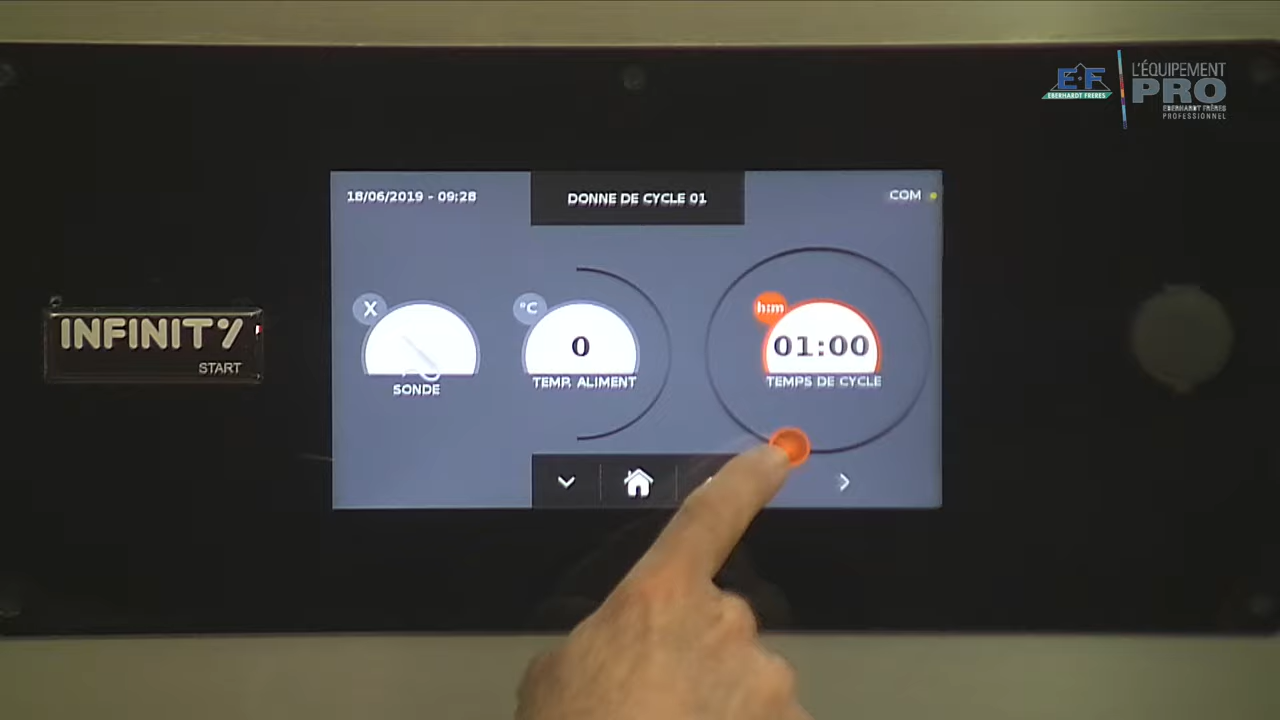 E·F
EBERHARDT FRÈRES
L'ÉQUIPEMENT
PRO
EBERHARDT FRÈRES
PROFESSIONNEL
18/06/2019 - 09:28
DONNE DE CYCLE 01
COM
X
°C
h:m
0
01:00
SONDE
TEMP. ALIMENT
TEMPS DE CYCLE
INFINITY
START